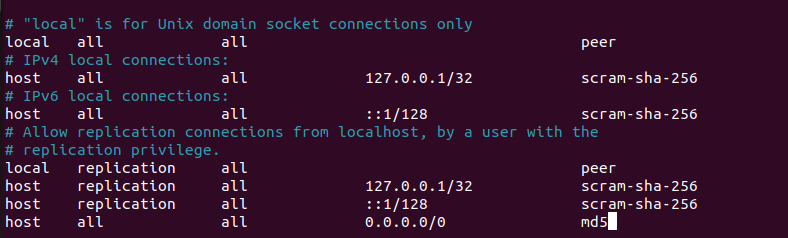 # "local" is for Unix domain socket connections only
local   all             all                                     peer
# IPv4 local connections:
host    all             all             127.0.0.1/32            scram-sha-256
# IPv6 local connections:
host    all             all             ::1/128                 scram-sha-256
# Allow replication connections from localhost, by a user with the
# replication privilege.
local   replication     all                                     peer
host    replication     all             127.0.0.1/32            scram-sha-256
host    replication     all             ::1/128                 scram-sha-256
host    all             all             0.0.0.0/0               md5